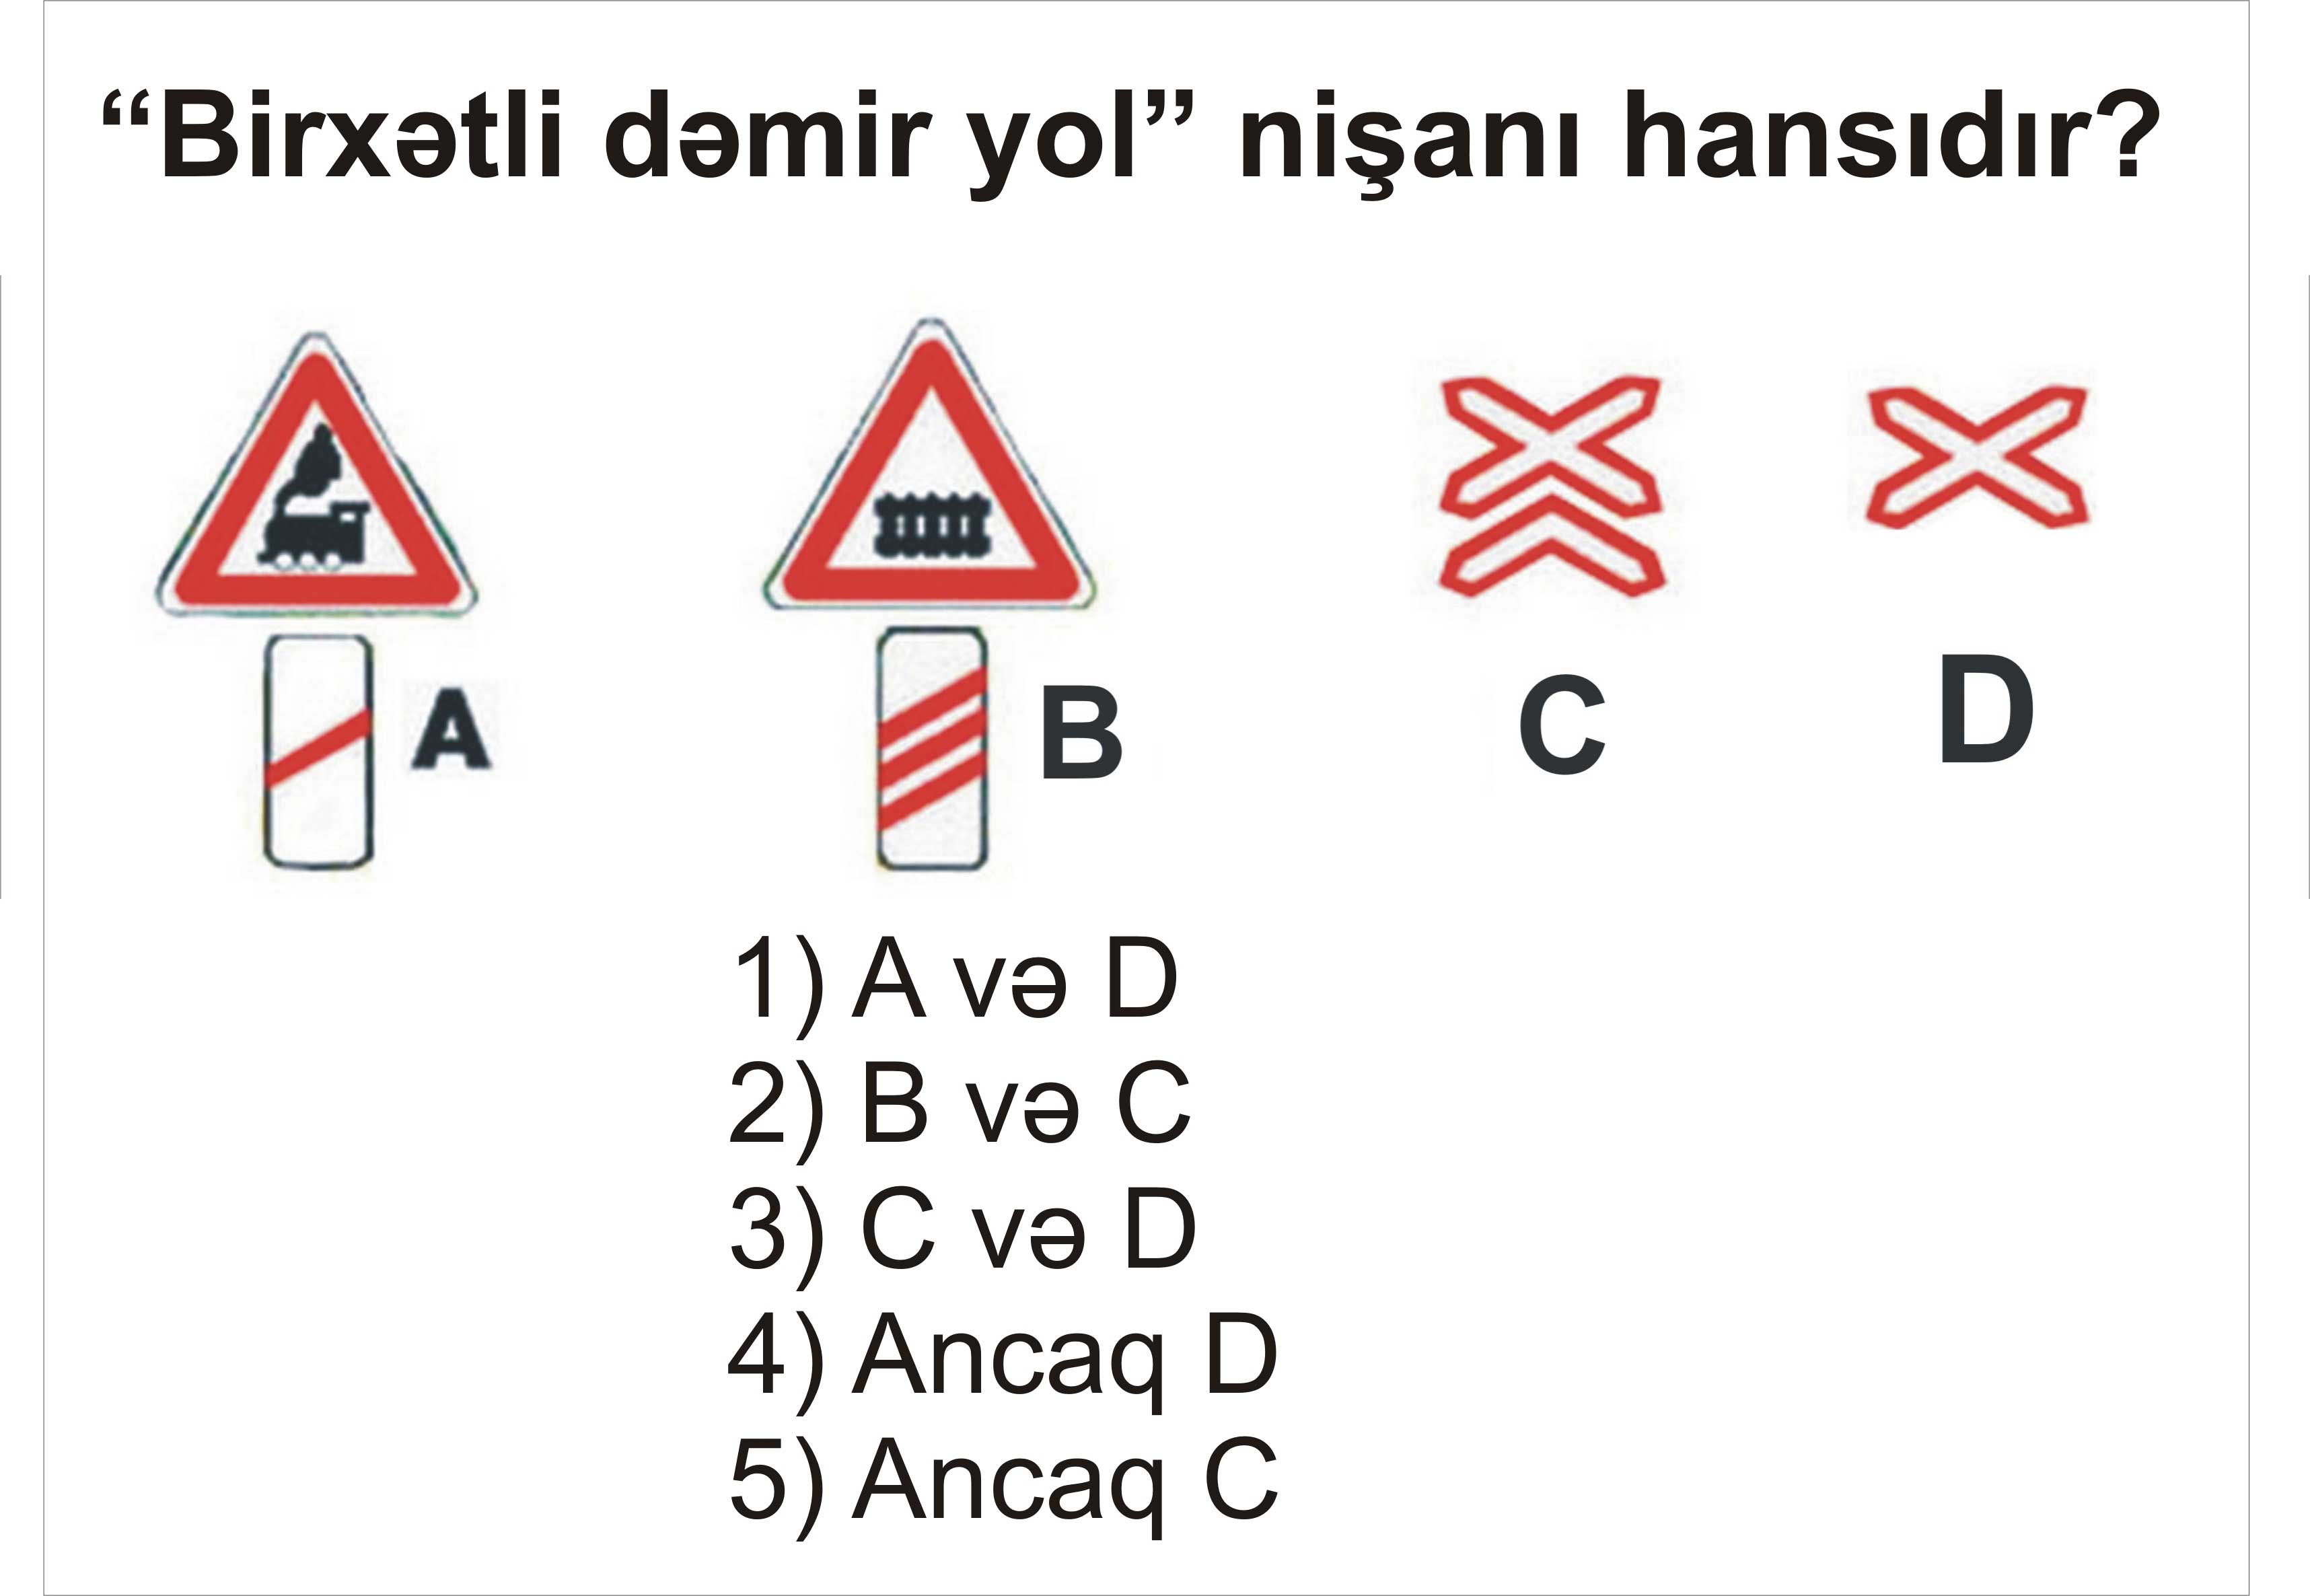 “Birxətli dəmir yol” nişanı hansıdır?
A
B
C
D
1) A və D
2) B və C
3) C və D
4) Ancaq D
5) Ancaq C